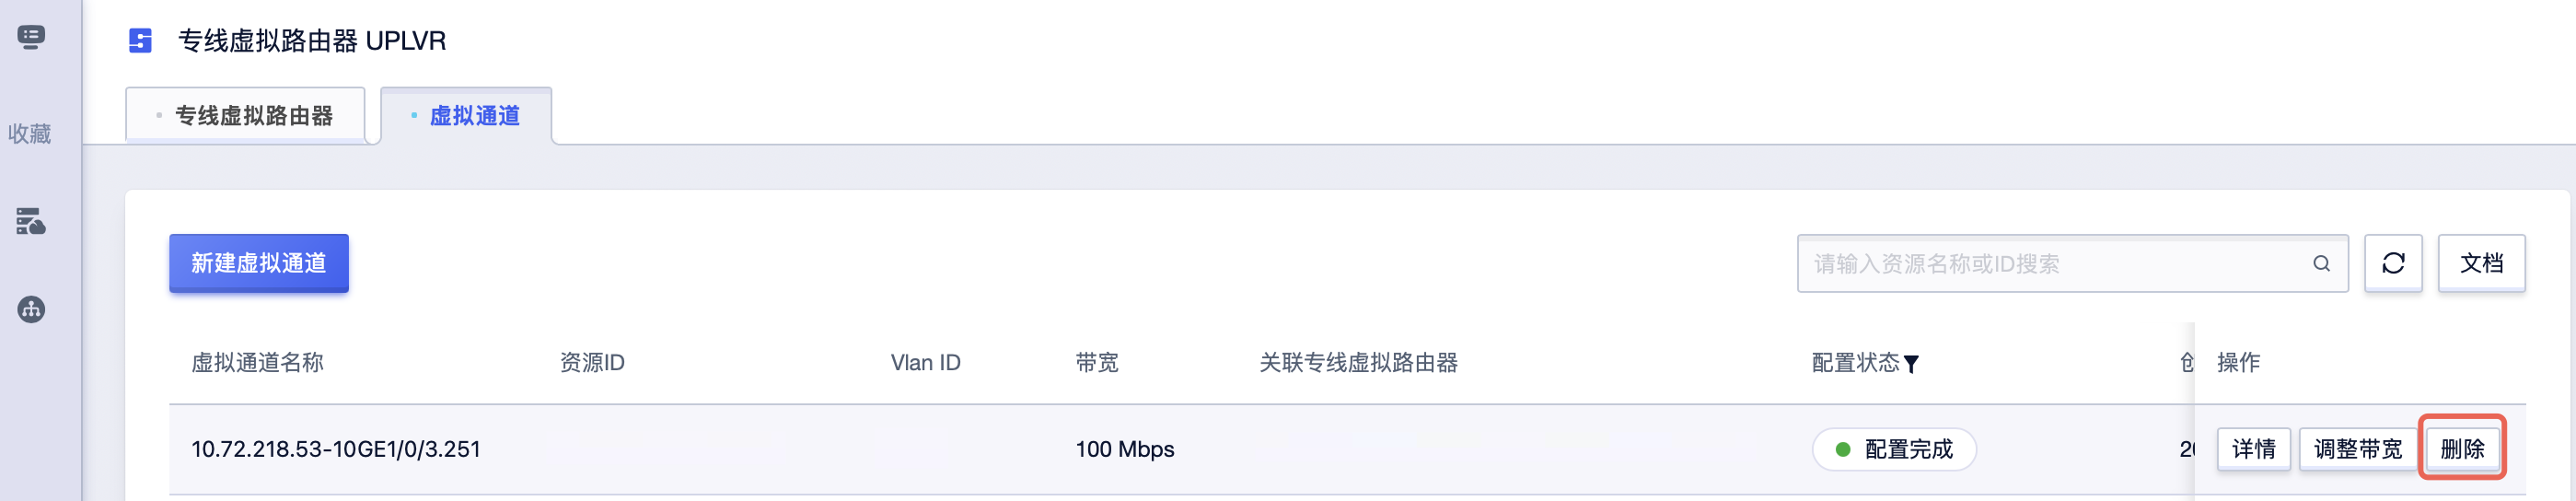 专线虚拟路由器 UPLVR
收藏
专线虚拟路由器 虚拟通道
新建虚拟通道 请输入资源名称或ID搜索 文档
虚拟通道名称 资源ID Vlan ID 带宽 关联专线虚拟路由器 配置状态 操作
10.72.218.53-10GE1/0/3.251 100 Mbps 配置完成 详情 调整带宽 删除